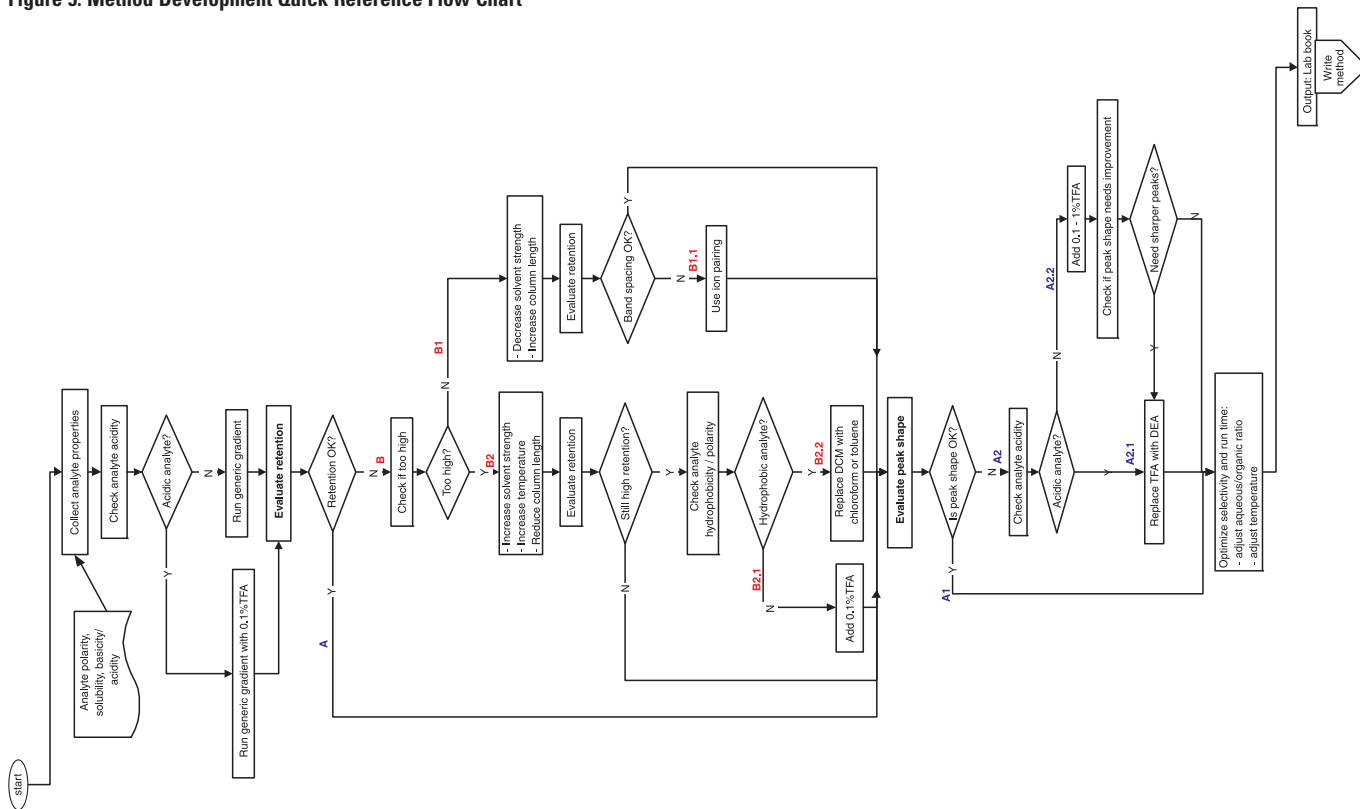 Figure 5. Method Development Quick Reference Flow Chart
start
Analyte polarity,
solubility, basicity/
acidity
Collect analyte properties
Check analyte acidity
Acidic analyte?
Y
N
Run generic gradient with 0.1%TFA
Run generic gradient
Evaluate retention
Retention OK?
Y
A
N
B
Check if too high
Too high?
N
B1
Y
B2
- Decrease solvent strength
- Increase column length
Evaluate retention
Band spacing OK?
Y
N
B1.1
Use ion pairing
- Increase solvent strength
- Increase temperature
- Reduce column length
Evaluate retention
Still high retention?
N
Y
Check analyte
hydrophobicity / polarity
Hydrophobic analyte?
B2.1
N
Add 0.1%TFA
Y
B2.2
Replace DCM with
chloroform or toluene
Evaluate peak shape
Is peak shape OK?
Y
A1
N
A2
Check analyte acidity
Acidic analyte?
N
A2.2
Add 0.1 - 1%TFA
Check if peak shape needs improvement
Need sharper peaks?
Y
N
Y
A2.1
Replace TFA with DEA
Optimize selectivity and run time:
- adjust aqueous/organic ratio
- adjust temperature
Output: Lab book
Write
method